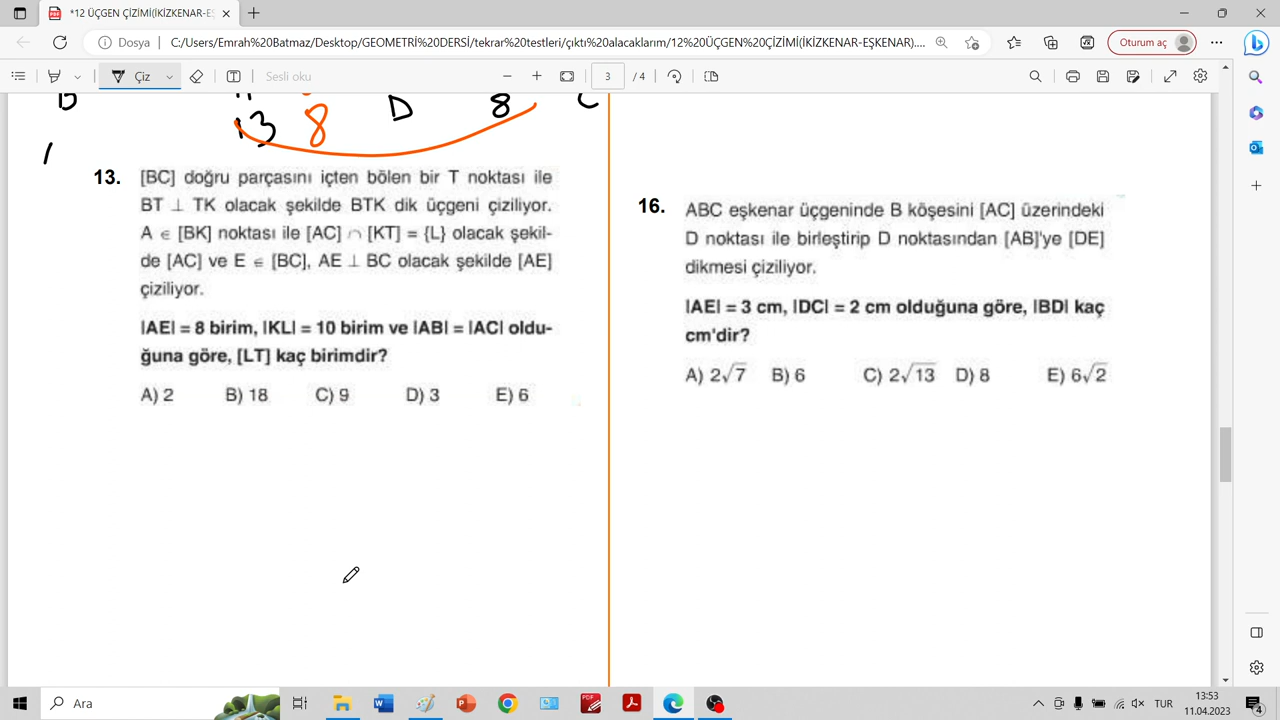 *12 ÜÇGEN ÇİZİMİ(İKİZKENAR-EŞ
Dosya
C:/Users/Emrah%20Batmaz/Desktop/GEOMETRİ%20DERSİ/tekrar%20testleri/çıktı%20alacaklarım/12%20ÜÇGEN%20ÇİZİMİ(İKİZKENAR-EŞKENAR)....
Oturum aç
Çiz
Sesli oku
3 / 4
B
D
8
C
13 8
13. [BC] doğru parçasını içten bölen bir T noktası ile
BT ⊥ TK olacak şekilde BTK dik üçgeni çiziliyor.
A ∈ [BK] noktası ile [AC] ∩ [KT] = {L} olacak şekil-
de [AC] ve E ∈ [BC], AE ⊥ BC olacak şekilde [AE]
çiziliyor.
|AE| = 8 birim, |KL| = 10 birim ve |AB| = |AC| oldu-
ğuna göre, [LT] kaç birimdir?
A) 2 B) 18 C) 9 D) 3 E) 6
16. ABC eşkenar üçgeninde B köşesini [AC] üzerindeki
D noktası ile birleştirip D noktasından [AB]'ye [DE]
dikmesi çiziliyor.
|AE| = 3 cm, |DC| = 2 cm olduğuna göre, |BD| kaç
cm'dir?
A) 2√7 B) 6 C) 2√13 D) 8 E) 6√2
Ara
13:53
TUR
11.04.2023
4